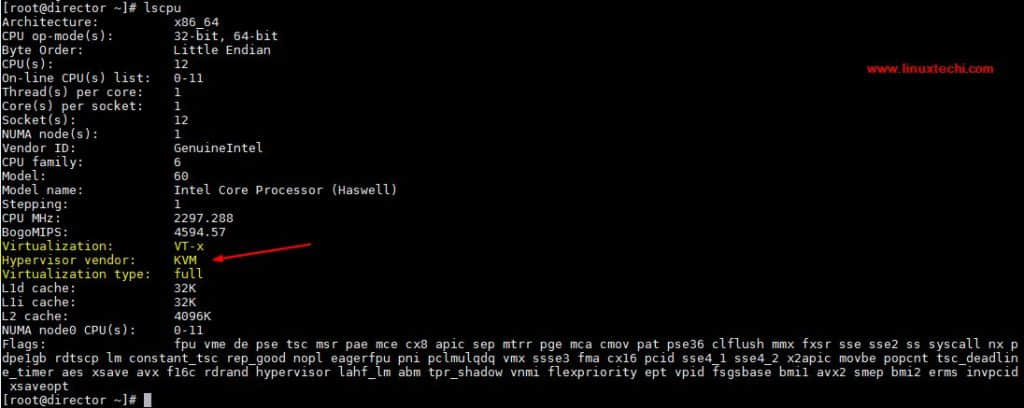 [root@director ~]# lscpu
Architecture: x86_64
CPU op-mode(s): 32-bit, 64-bit
Byte Order: Little Endian
CPU(s): 12
www.linuxtechi.com
On-line CPU(s) list: 0-11
Thread(s) per core: 1
Core(s) per socket: 1
Socket(s): 12
NUMA node(s): 1
Vendor ID: GenuineIntel
CPU family: 6
Model: 60
Model name: Intel Core Processor (Haswell)
Stepping: 1
CPU MHz: 2297.288
BogoMIPS: 4594.57
Virtualization: VT-x
Hypervisor vendor: KVM
Virtualization type: full
L1d cache: 32K
L1i cache: 32K
L2 cache: 4096K
NUMA node0 CPU(s): 0-11
Flags: fpu vme de pse tsc msr pae mce cx8 apic sep mtrr pge mca cmov pat pse36 clflush mmx fxsr sse sse2 ss syscall nx p
dpe1gb rdtscp lm constant_tsc rep_good nopl eagerfpu pni pclmulqdq vmx ssse3 fma cx16 pcid sse4_1 sse4_2 x2apic movbe popcnt tsc_deadlin
e_timer aes xsave avx f16c rdrand hypervisor lahf_lm abm tpr_shadow vnmi flexpriority ept vpid fsgsbase bmi1 avx2 smep bmi2 erms invpcid
xsaveopt
[root@director ~]#